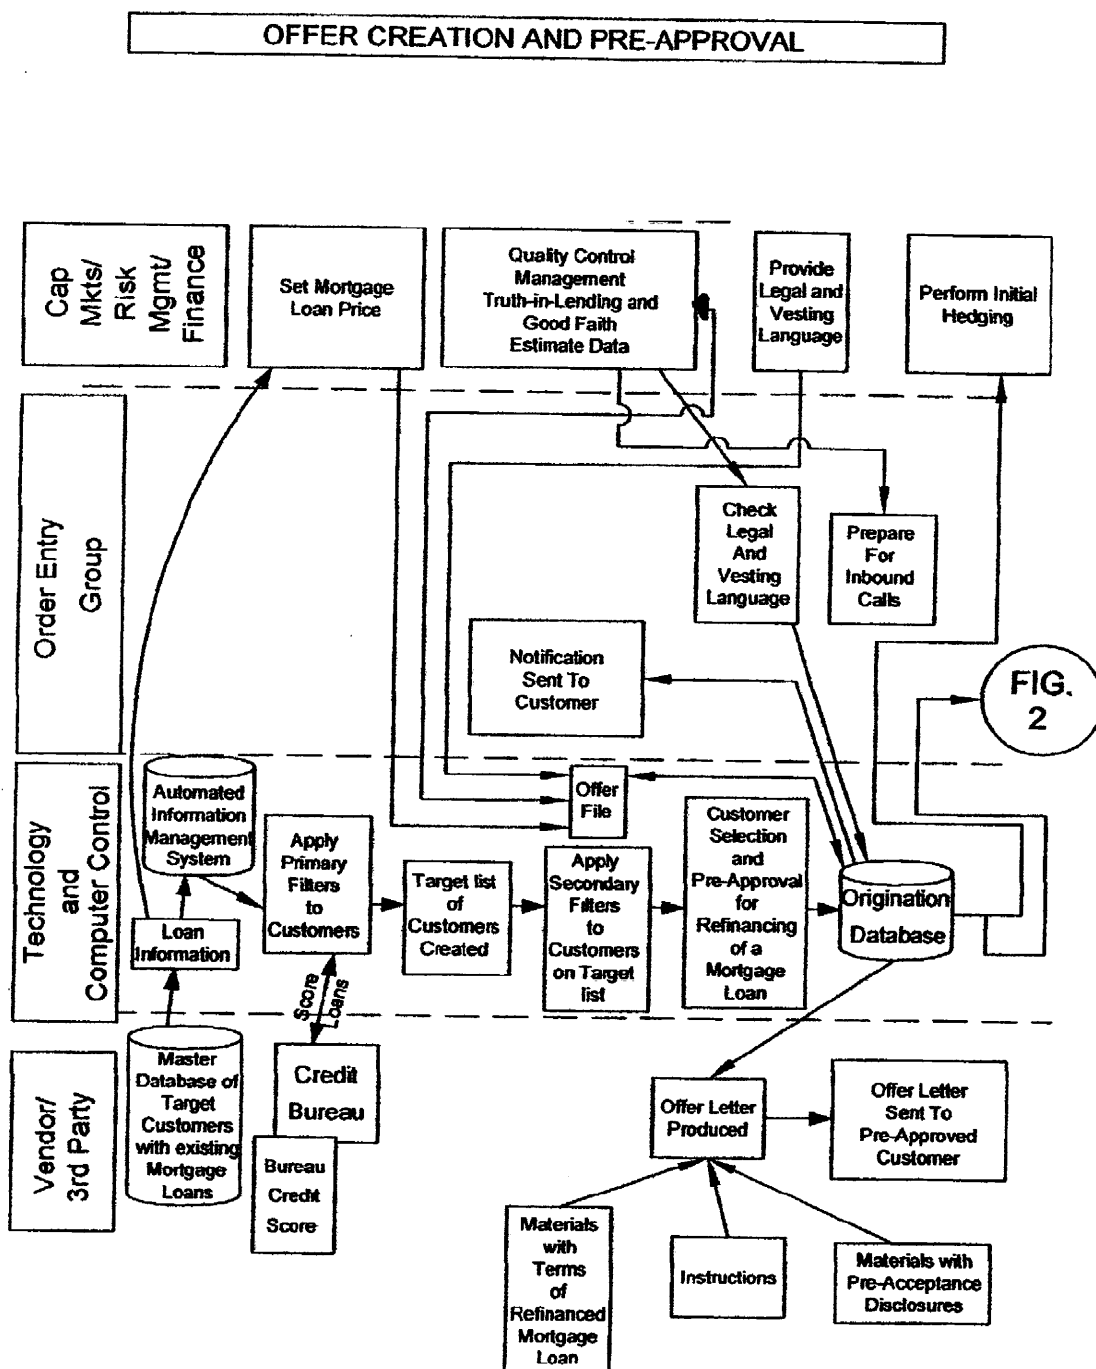 OFFER CREATION AND PRE-APPROVAL
Cap
Mkts/
Risk
Mgmt/
Finance
Set Mortgage
Loan Price
Quality Control
Management
Truth-in-Lending and
Good Faith
Estimate Data
Provide
Legal and
Vesting
Language
Perform Initial
Hedging
Order Entry
Group
Check
Legal
And
Vesting
Language
Prepare
For
Inbound
Calls
Notification
Sent To
Customer
FIG.
2
Technology
and
Computer Control
Automated
Information
Management
System
Loan
Information
Apply
Primary
Filters
to
Customers
Target list
of
Customers
Created
Offer
File
Apply
Secondary
Filters
to
Customers
on Target
list
Customer
Selection
and
Pre-Approval
for
Refinancing
of a
Mortgage
Loan
Origination
Database
Score
Loans
Vendor/
3rd Party
Master
Database of
Target
Customers
with existing
Mortgage
Loans
Credit
Bureau
Bureau
Credit
Score
Offer Letter
Produced
Offer Letter
Sent To
Pre-Approved
Customer
Materials
with
Terms
of
Refinanced
Mortgage
Loan
Instructions
Materials with
Pre-Acceptance
Disclosures